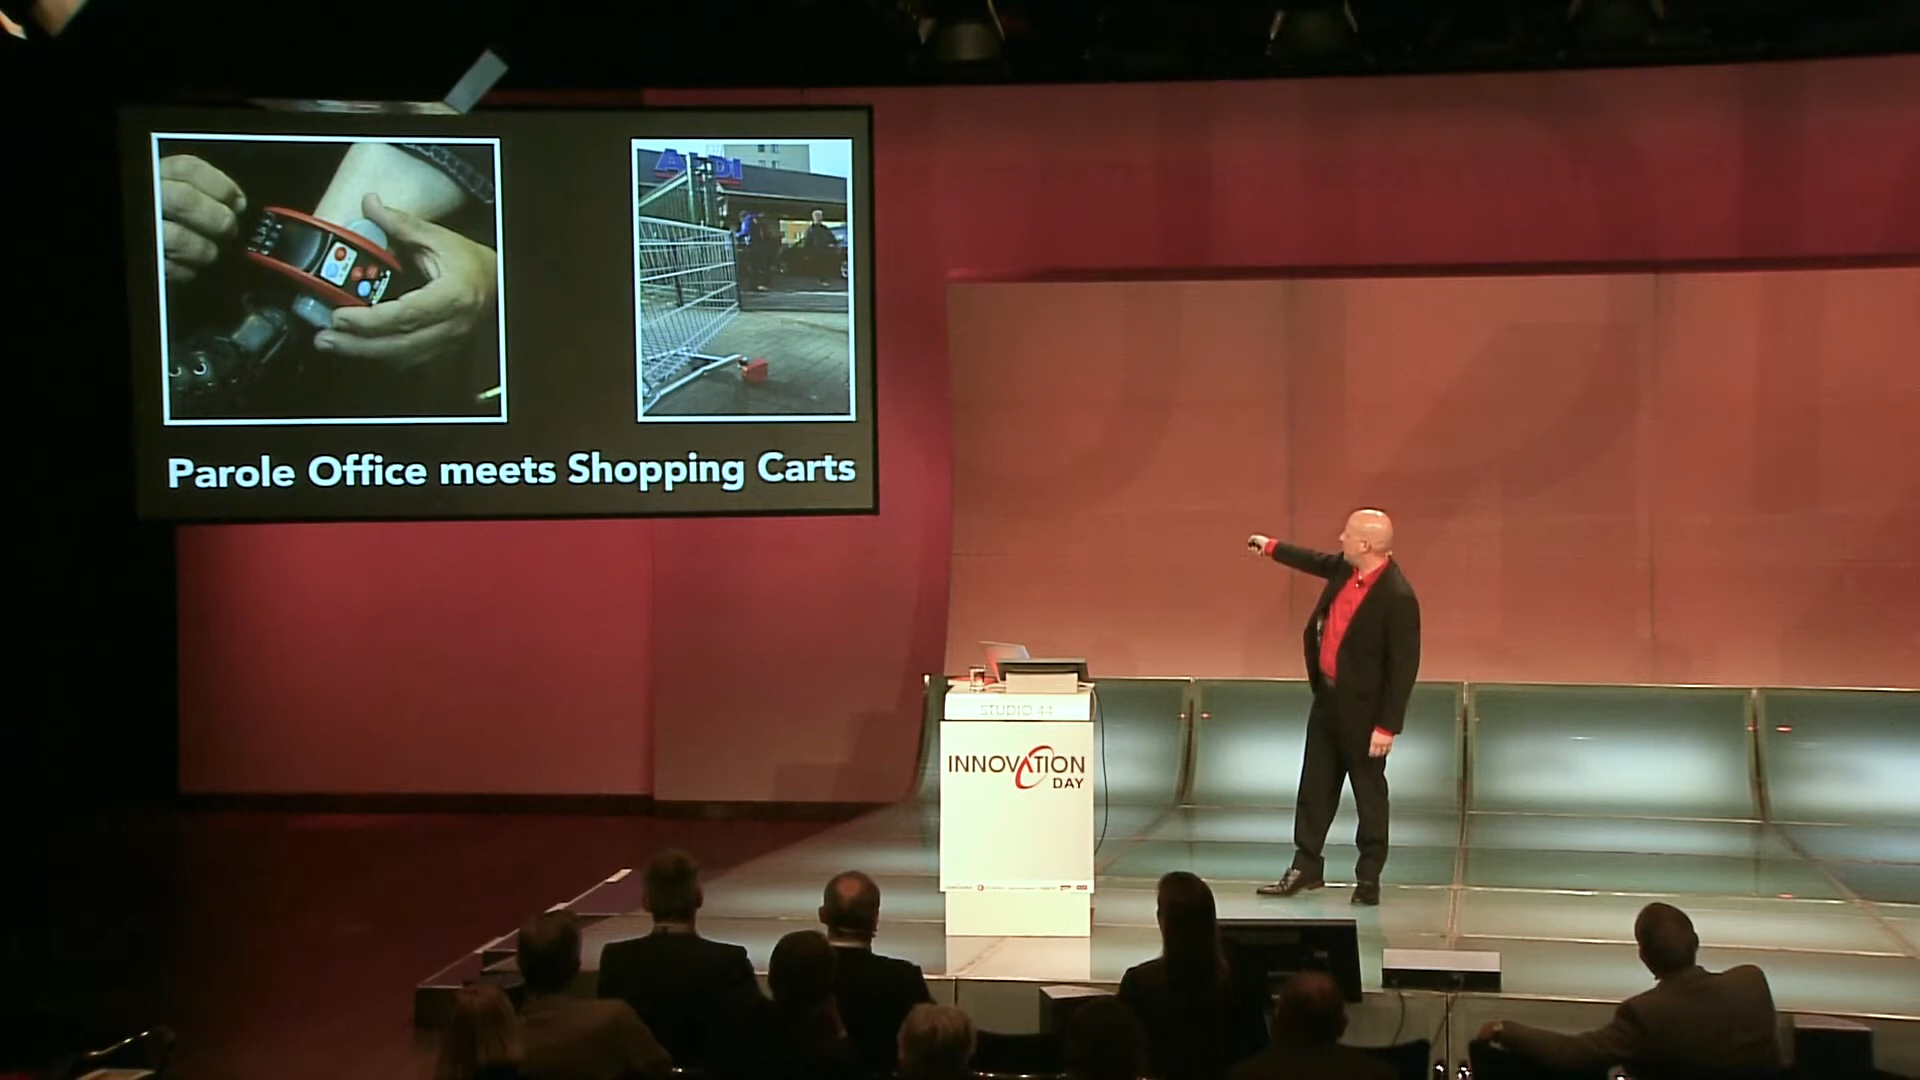 ALDI
Parole Office meets Shopping Carts
STUDIO 44
INNOVATION
DAY